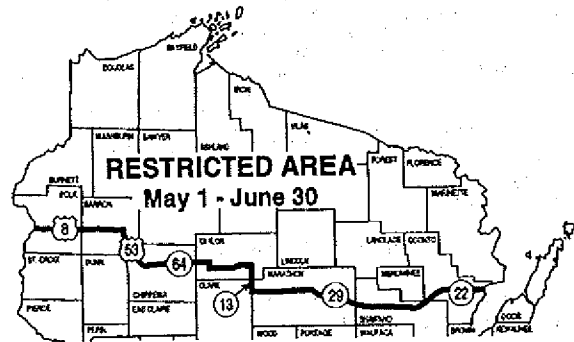 BAYFIELD
DOUGLAS
IRON
VILAS
WASHBURN SAWYER
ASHLAND
RESTRICTED AREA
FOREST FLORENCE
May 1 - June 30
BURNETT
POLK
BARRON
MARINETTE
8
53
64
TAYLOR
LINCOLN
LANGLADE OCONTO
ST. CROIX
DUNN
CLARK
MARATHON
MENOMINEE
13
29
22
CHIPPEWA
EAU CLAIRE
PIERCE
PEPIN
WOOD
PORTAGE
SHAWANO
WAUPACA
BROWN
DOOR
KEWAUNEE